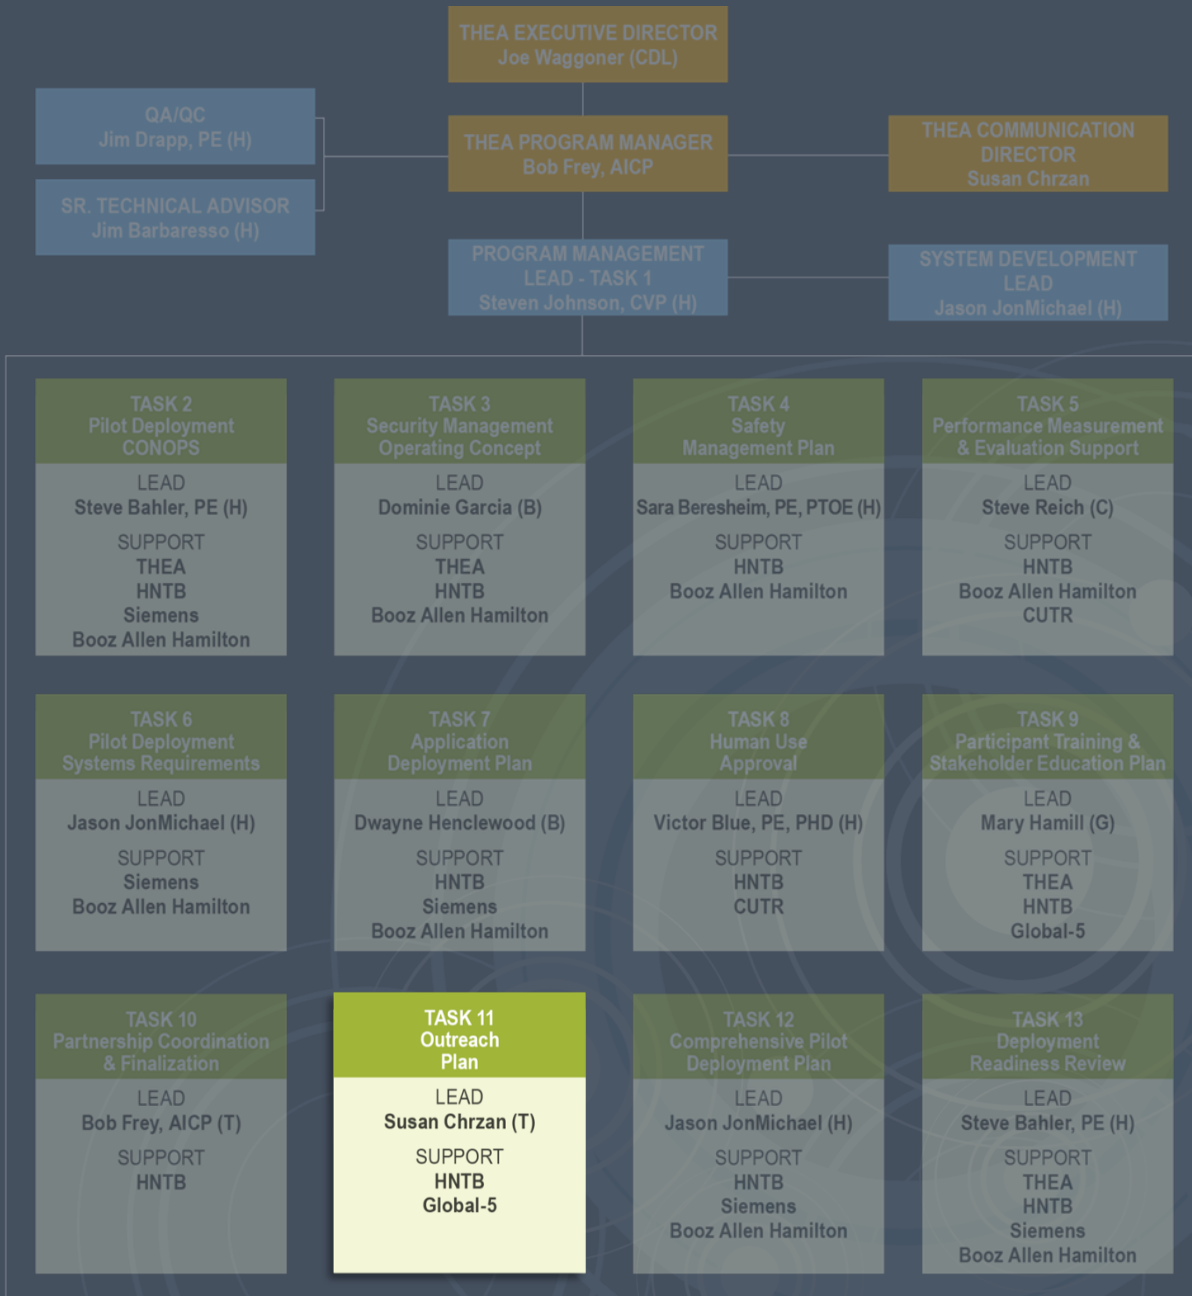 THEA EXECUTIVE DIRECTOR
Joe Waggoner (CDL)
QA/QC
Jim Drapp, PE (H)
THEA PROGRAM MANAGER
Bob Frey, AICP
THEA COMMUNICATION
DIRECTOR
Susan Chrzan
SR. TECHNICAL ADVISOR
Jim Barbaresso (H)
PROGRAM MANAGEMENT
LEAD - TASK 1
Steven Johnson, CVP (H)
SYSTEM DEVELOPMENT
LEAD
Jason JonMichael (H)
TASK 2
Pilot Deployment
CONOPS
LEAD
Steve Bahler, PE (H)
SUPPORT
THEA
HNTB
Siemens
Booz Allen Hamilton
TASK 3
Security Management
Operating Concept
LEAD
Dominie Garcia (B)
SUPPORT
THEA
HNTB
Booz Allen Hamilton
TASK 4
Safety
Management Plan
LEAD
Sara Beresheim, PE, PTOE (H)
SUPPORT
HNTB
Booz Allen Hamilton
TASK 5
Performance Measurement
& Evaluation Support
LEAD
Steve Reich (C)
SUPPORT
HNTB
Booz Allen Hamilton
CUTR
TASK 6
Pilot Deployment
Systems Requirements
LEAD
Jason JonMichael (H)
SUPPORT
Siemens
Booz Allen Hamilton
TASK 7
Application
Deployment Plan
LEAD
Dwayne Henclewood (B)
SUPPORT
HNTB
Siemens
Booz Allen Hamilton
TASK 8
Human Use
Approval
LEAD
Victor Blue, PE, PHD (H)
SUPPORT
HNTB
CUTR
TASK 9
Participant Training &
Stakeholder Education Plan
LEAD
Mary Hamill (G)
SUPPORT
THEA
HNTB
Global-5
TASK 10
Partnership Coordination
& Finalization
LEAD
Bob Frey, AICP (T)
SUPPORT
HNTB
TASK 11
Outreach
Plan
LEAD
Susan Chrzan (T)
SUPPORT
HNTB
Global-5
TASK 12
Comprehensive Pilot
Deployment Plan
LEAD
Jason JonMichael (H)
SUPPORT
HNTB
Siemens
Booz Allen Hamilton
TASK 13
Deployment
Readiness Review
LEAD
Steve Bahler, PE (H)
SUPPORT
THEA
HNTB
Siemens
Booz Allen Hamilton